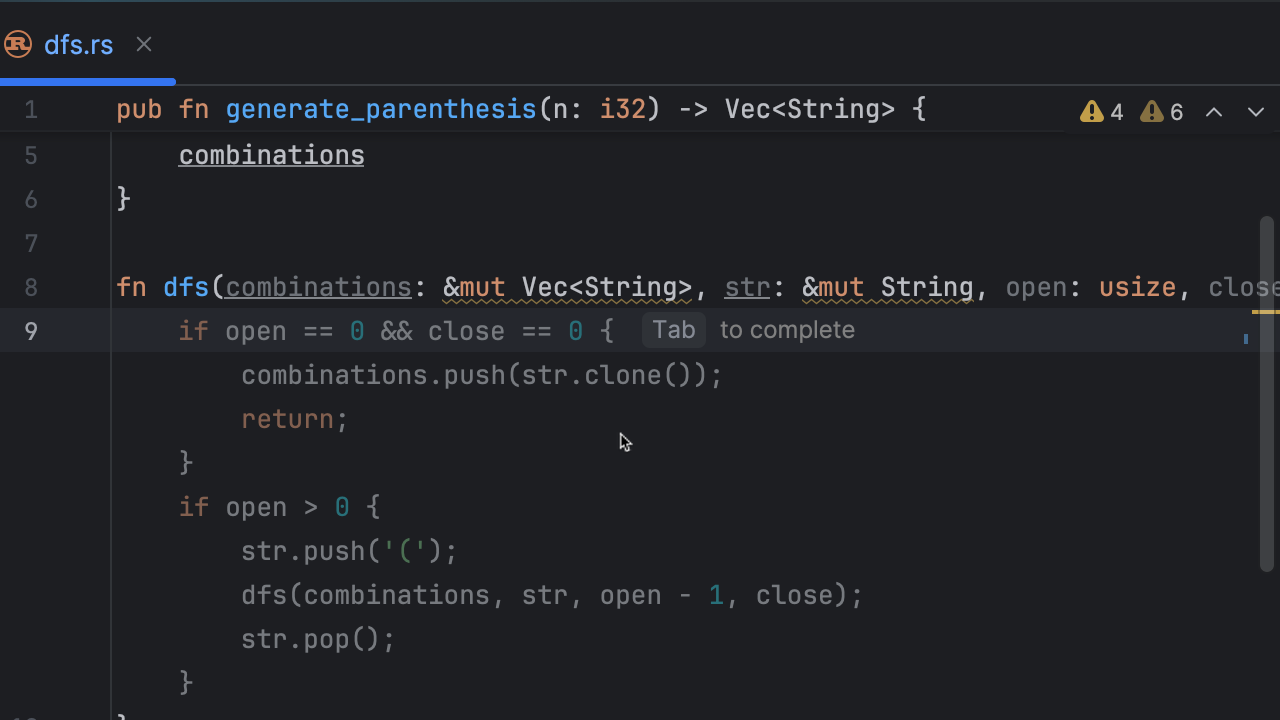 dfs.rs
1 pub fn generate_parenthesis(n: i32) -> Vec<String> { 4 6
5 combinations
6 }
7
8 fn dfs(combinations: &mut Vec<String>, str: &mut String, open: usize, close
9 if open == 0 && close == 0 { Tab to complete
combinations.push(str.clone());
return;
}
if open > 0 {
str.push('(');
dfs(combinations, str, open - 1, close);
str.pop();
}
}